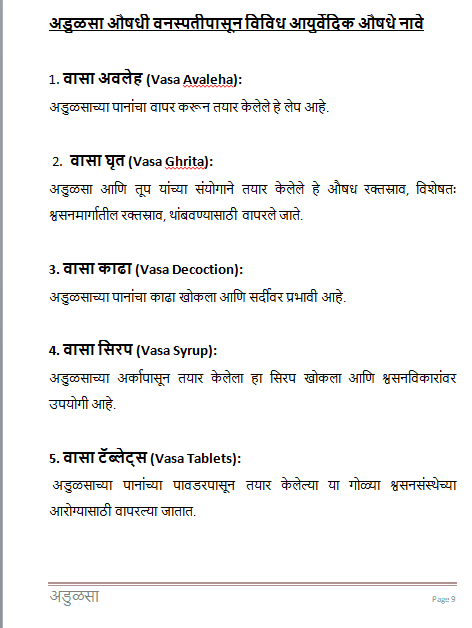 अडुळसा औषधी वनस्पतीपासून विविध आयुर्वेदिक औषधे नावे
1. वासा अवलेह (Vasa Avaleha):
अडुळसाच्या पानांचा वापर करून तयार केलेले हे लेप आहे.
2. वासा घृत (Vasa Ghrita):
अडुळसा आणि तूप यांच्या संयोगाने तयार केलेले हे औषध रक्तस्राव, विशेषतः
श्वसनमार्गातील रक्तस्राव, थांबवण्यासाठी वापरले जाते.
3. वासा काढा (Vasa Decoction):
अडुळसाच्या पानांचा काढा खोकला आणि सर्दीवर प्रभावी आहे.
4. वासा सिरप (Vasa Syrup):
अडुळसाच्या अर्कापासून तयार केलेला हा सिरप खोकला आणि श्वसनविकारांवर
उपयोगी आहे.
5. वासा टॅब्लेट्स (Vasa Tablets):
अडुळसाच्या पानांच्या पावडरपासून तयार केलेल्या या गोळ्या श्वसनसंस्थेच्या
आरोग्यासाठी वापरल्या जातात.
अडुळसा
Page 9